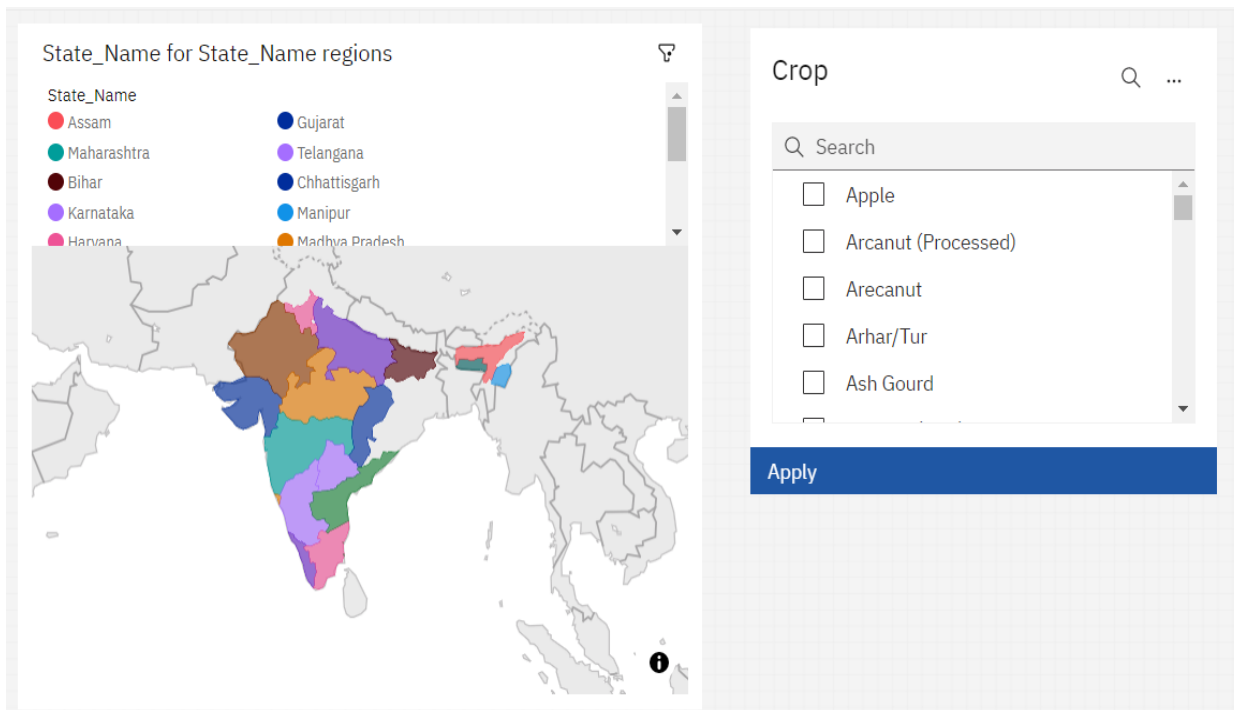 State_Name for State_Name regions
State_Name
Assam Gujarat
Maharashtra Telangana
Bihar Chhattisgarh
Karnataka Manipur
Haryana Madhya Pradesh
Crop
...
Search
Apple
Arcanut (Processed)
Arecanut
Arhar/Tur
Ash Gourd
Apply